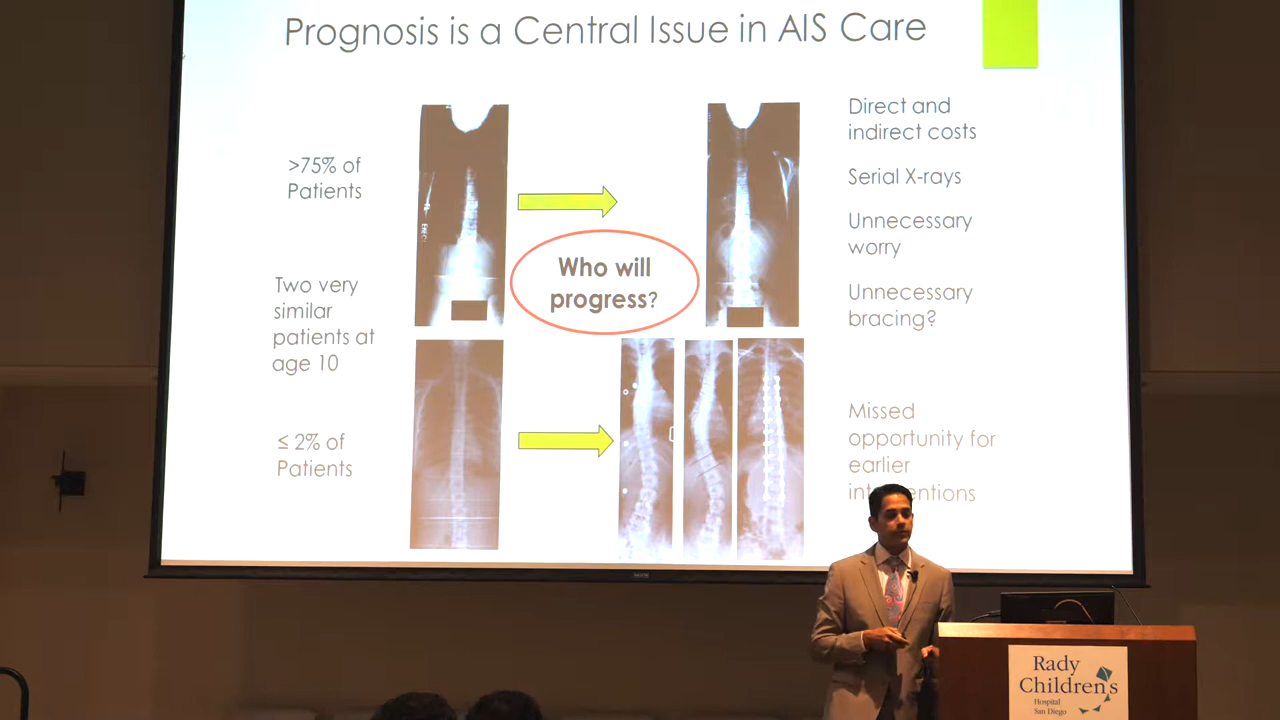 Prognosis is a Central Issue in AIS Care
>75% of
Patients
Two very
similar
patients at
age 10
≤ 2% of
Patients
Who will
progress?
Direct and
indirect costs
Serial X-rays
Unnecessary
worry
Unnecessary
bracing?
Missed
opportunity for
earlier
Rady
Children's
Hospital
San Diego